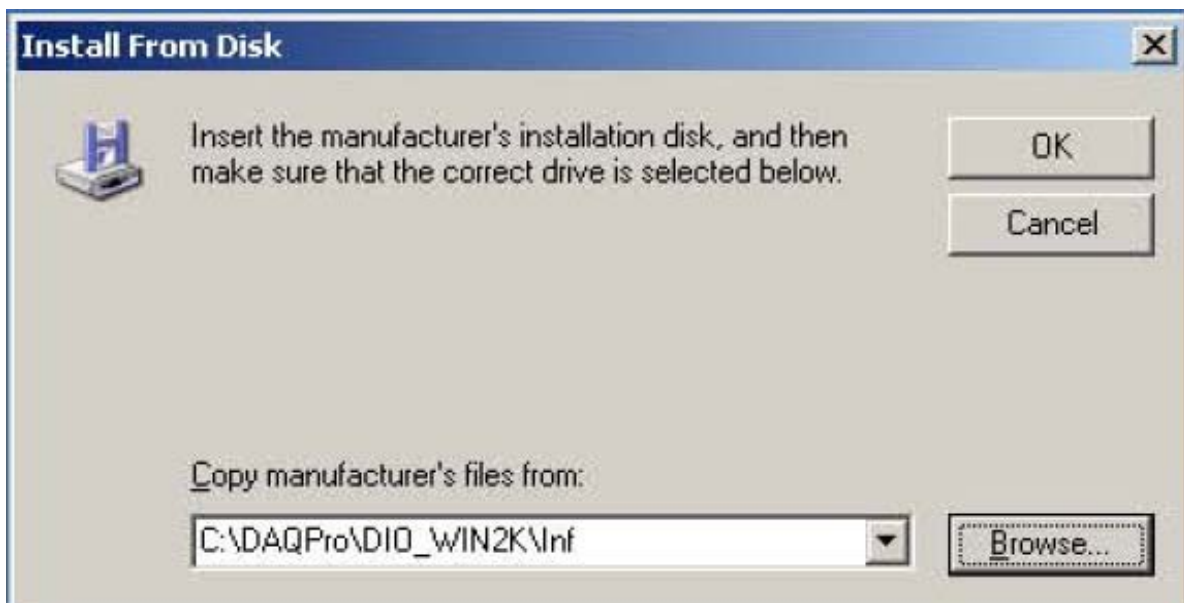 Install From Disk
Insert the manufacturer's installation disk, and then
make sure that the correct drive is selected below.
OK
Cancel
Copy manufacturer's files from:
C:\DAQPro\DIO_WIN2K\Inf
Browse...